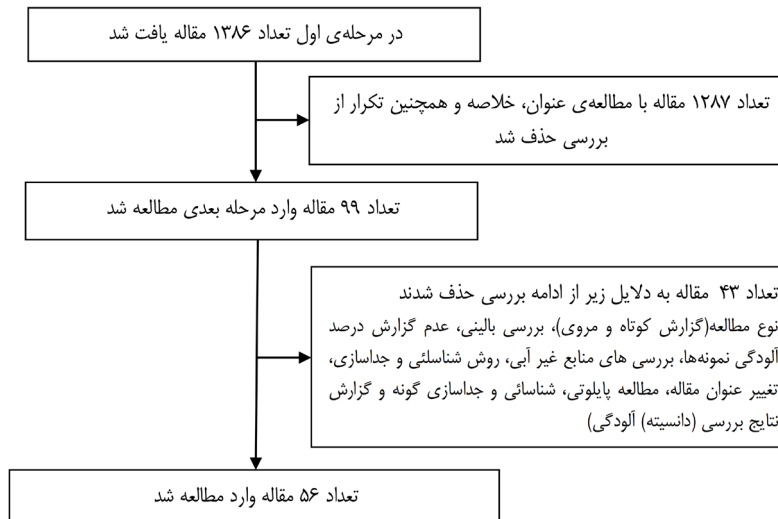 در مرحله‌ی اول تعداد ۱۳۸۶ مقاله یافت شد
تعداد ۱۲۸۷ مقاله با مطالعه‌ی عنوان، خلاصه و همچنین تکرار از
بررسی حذف شد
تعداد ۹۹ مقاله وارد مرحله بعدی مطالعه شد
تعداد ۴۳ مقاله به دلایل زیر از ادامه بررسی حذف شدند
نوع مطالعه(گزارش کوتاه و مروی)، بررسی بالینی، عدم گزارش درصد
آلودگی نمونه‌ها، بررسی های منابع غیر آبی، روش شناسلئی و جداسازی،
تغییر عنوان مقاله، مطالعه پایلوتی، شناسائی و جداسازی گونه و گزارش
نتایج بررسی (دانسیته) آلودگی)
تعداد ۵۶ مقاله وارد مطالعه شد